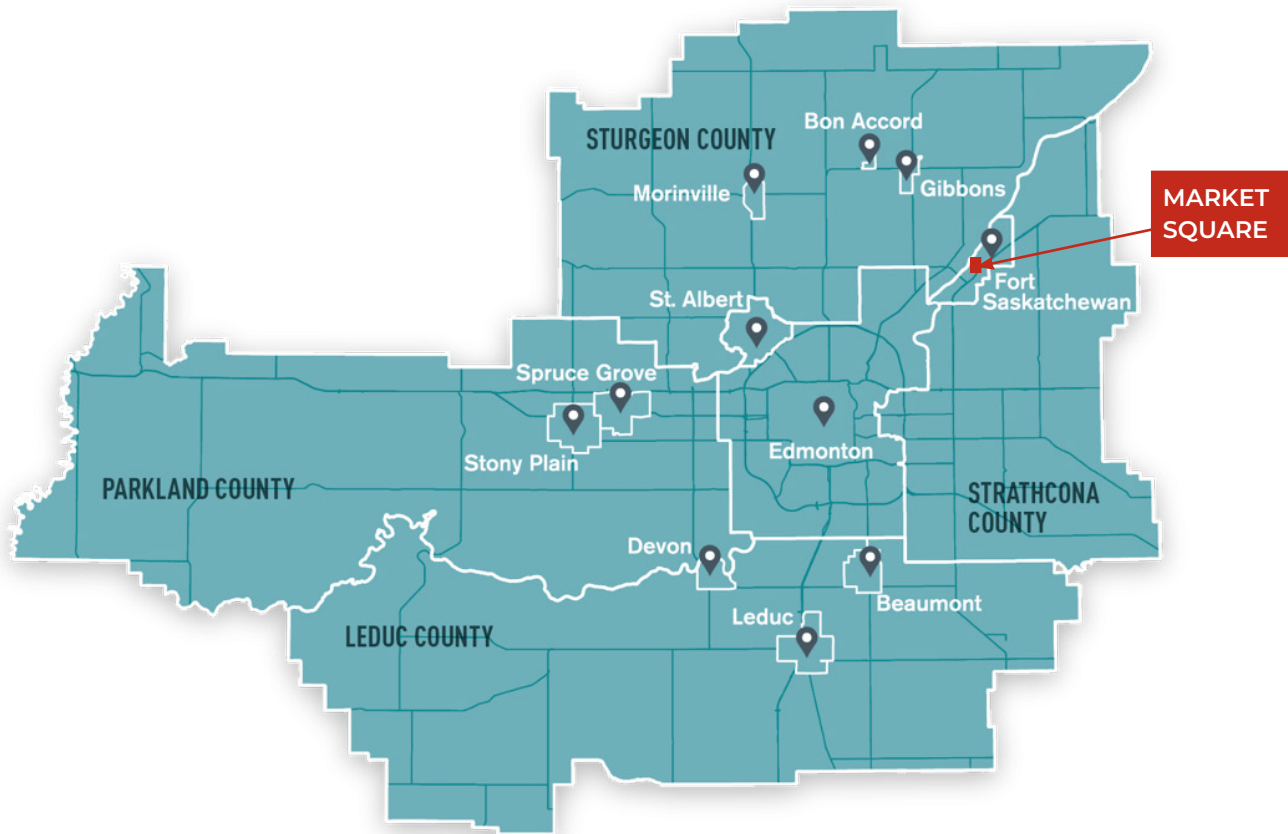 Bon Accord
STURGEON COUNTY
Morinville
Gibbons
MARKET
SQUARE
Fort
Saskatchewan
St. Albert
Spruce Grove
Stony Plain
Edmonton
PARKLAND COUNTY
STRATHCONA
COUNTY
Devon
Beaumont
Leduc
LEDUC COUNTY